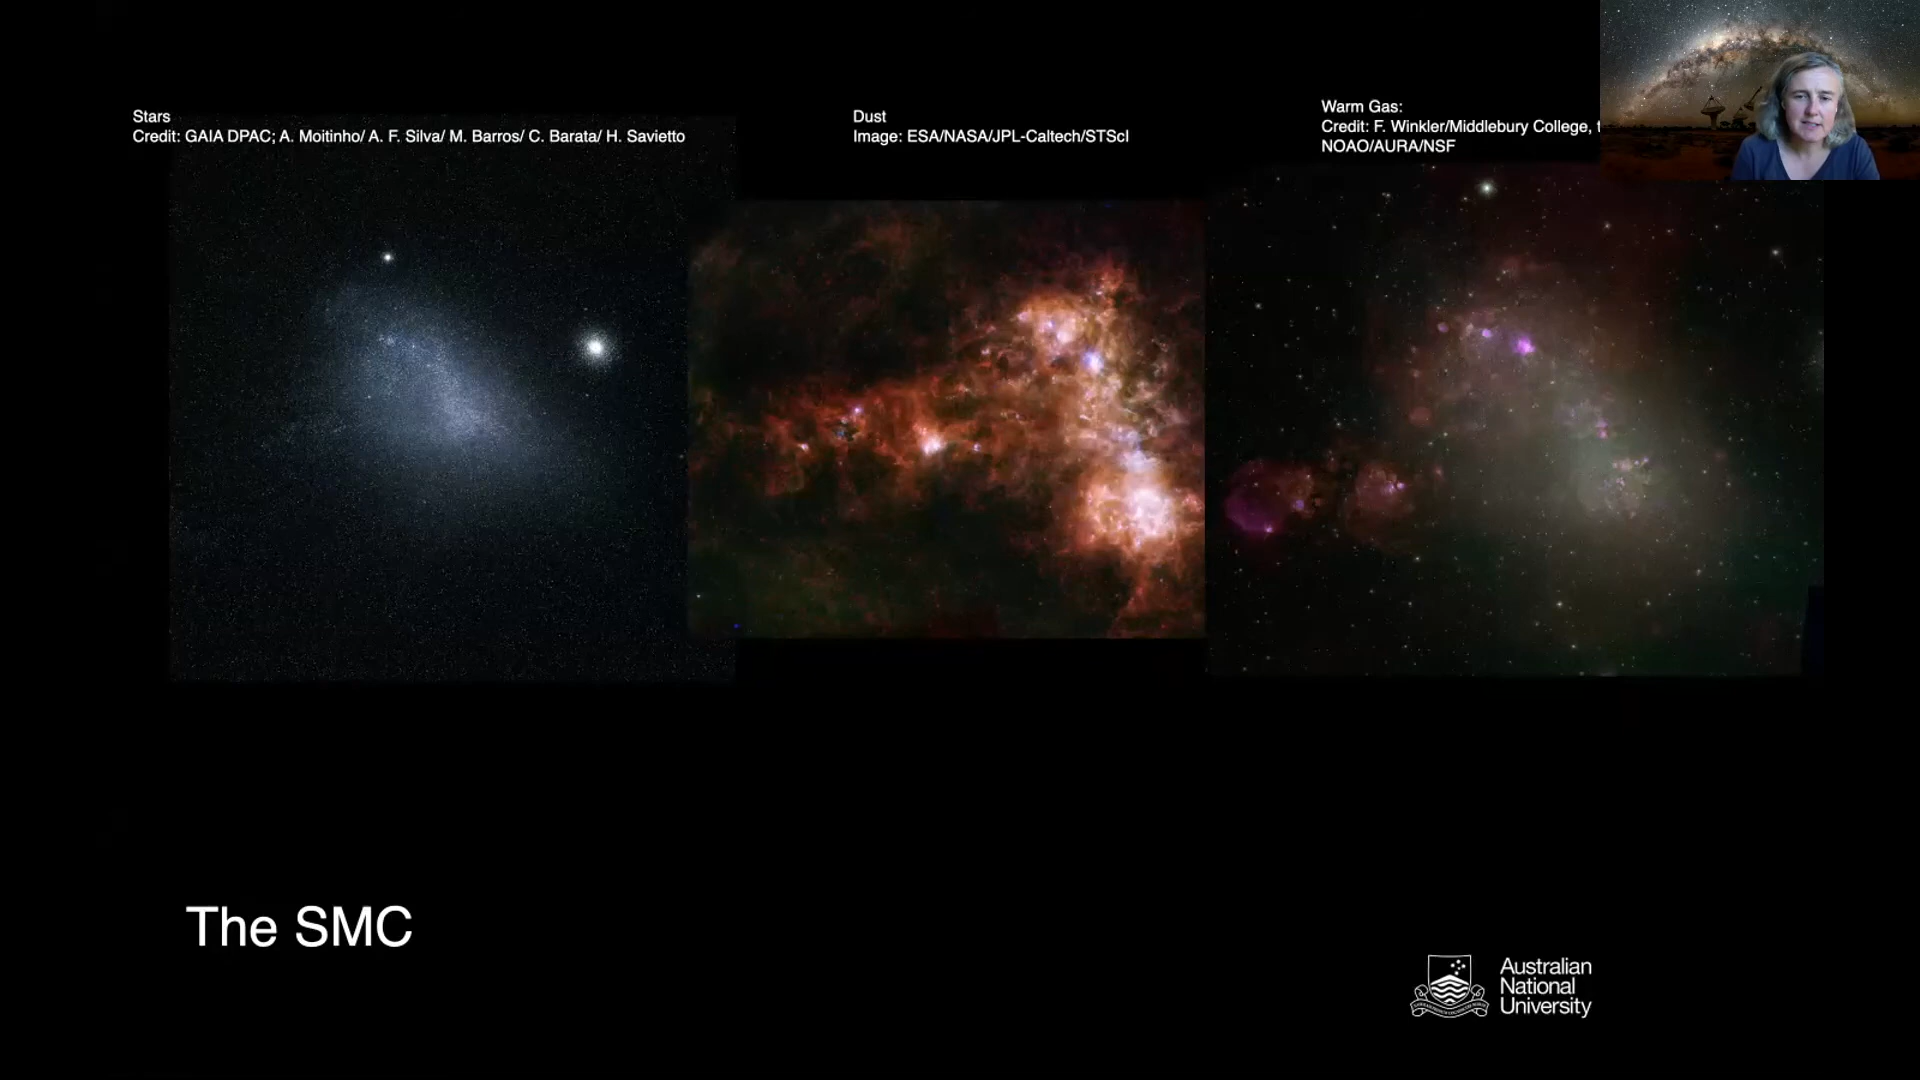 Stars
Credit: GAIA DPAC; A. Moitinho/ A. F. Silva/ M. Barros/ C. Barata/ H. Savietto
Dust
Image: ESA/NASA/JPL-Caltech/STScI
Warm Gas:
Credit: F. Winkler/Middlebury College,
NOAO/AURA/NSF
The SMC
Australian
National
University